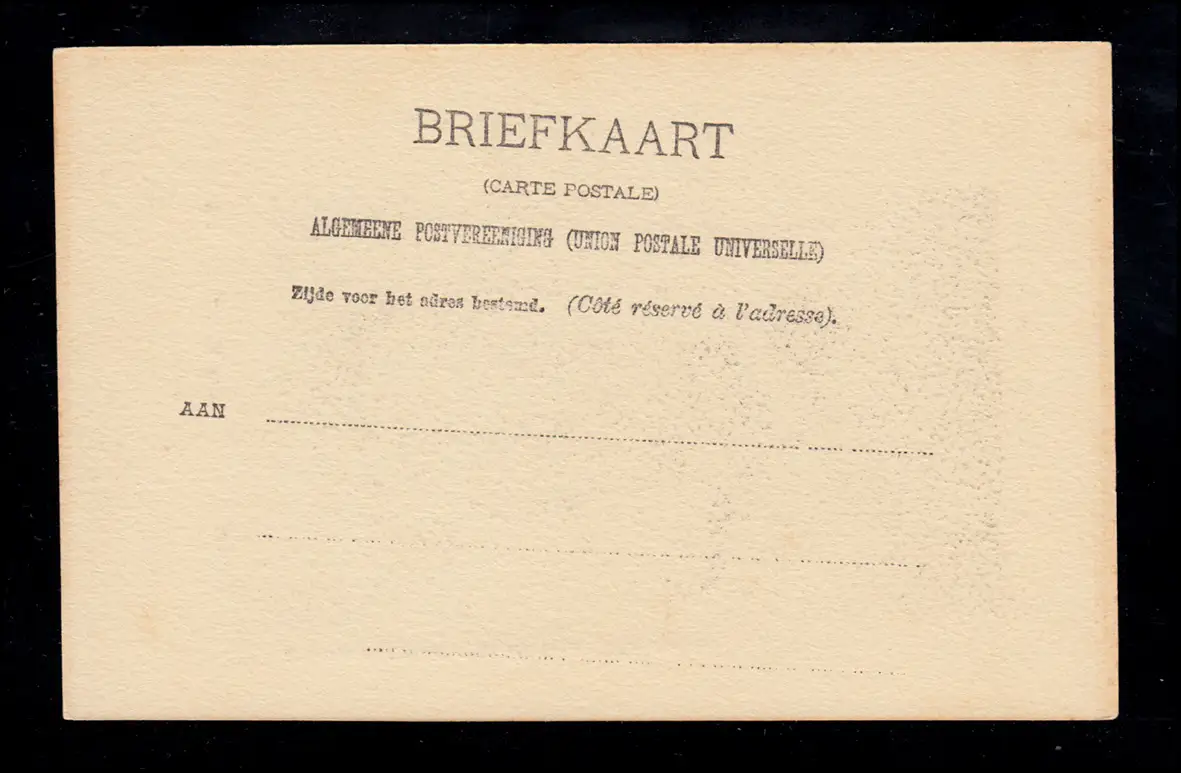 BRIEFKAART
(CARTE POSTALE)
ALGEMEENE POSTVEREENIGING (UNION POSTALE UNIVERSELLE)
Zijde voor het adres bestemd. (Côté réservé à l'adresse).
AAN